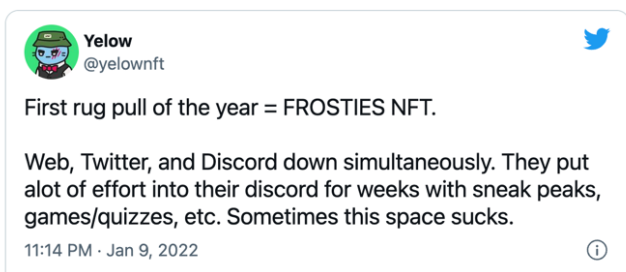 Yelow
@yelownft
First rug pull of the year = FROSTIES NFT.
Web, Twitter, and Discord down simultaneously. They put
alot of effort into their discord for weeks with sneak peaks,
games/quizzes, etc. Sometimes this space sucks.
11:14 PM · Jan 9, 2022